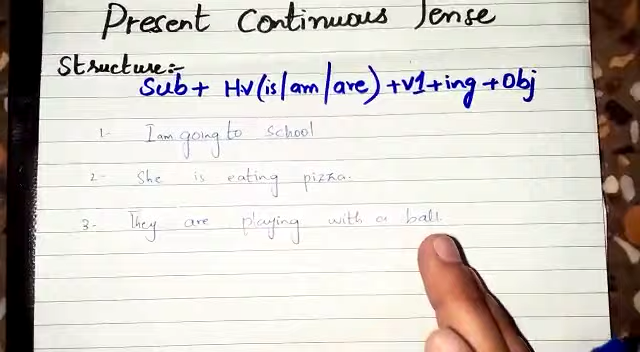 Present Continuous Tense
Structure:-
Sub+ H.V(is/am/are)+v1+ing+Obj
1- I am going to school
2- She is eating pizza.
3- They are playing with a ball